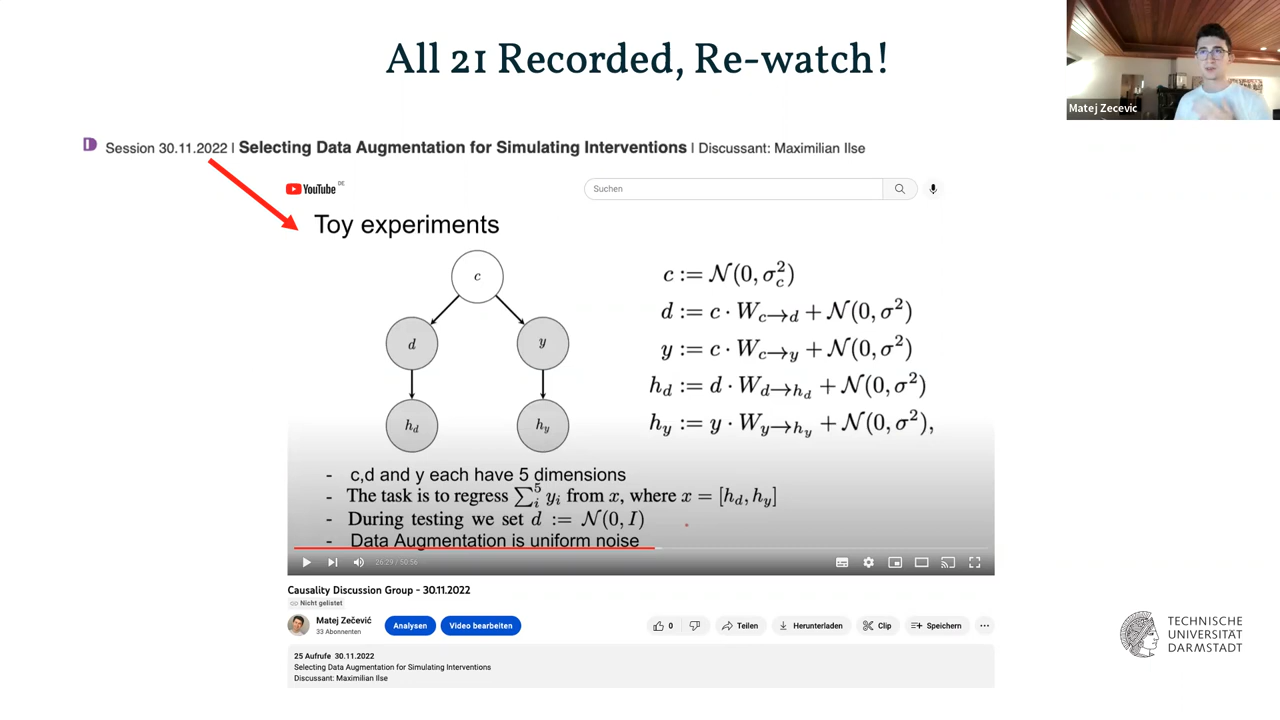 All 21 Recorded, Re-watch!
Matej Zecevic
Session 30.11.2022 | Selecting Data Augmentation for Simulating Interventions | Discussant: Maximilian Ilse
YouTube DE
Suchen
Toy experiments
c
d
y
h_d
h_y
c := N(0, σ_c^2)
d := c · W_{c→d} + N(0, σ^2)
y := c · W_{c→y} + N(0, σ^2)
h_d := d · W_{d→h_d} + N(0, σ^2)
h_y := y · W_{y→h_y} + N(0, σ^2),
- c,d and y each have 5 dimensions
- The task is to regress ∑_i^5 y_i from x, where x = [h_d, h_y]
- During testing we set d := N(0, I)
- Data Augmentation is uniform noise
26:29 / 50:56
Causality Discussion Group - 30.11.2022
Nicht gelistet
Matej Zečević
33 Abonnenten
Analysen
Video bearbeiten
0
Teilen
Herunterladen
Clip
Speichern
25 Aufrufe 30.11.2022
Selecting Data Augmentation for Simulating Interventions
Discussant: Maximilian Ilse
TECHNISCHE
UNIVERSITÄT
DARMSTADT